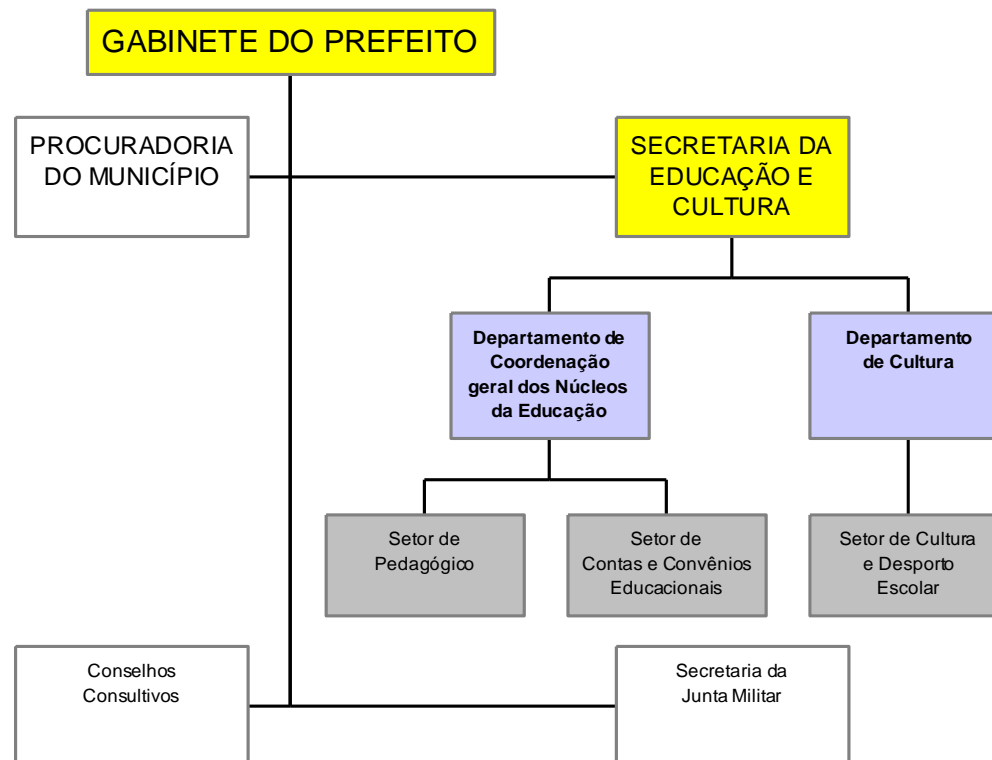 GABINETE DO PREFEITO
PROCURADORIA
DO MUNICÍPIO
SECRETARIA DA
EDUCAÇÃO E
CULTURA
Departamento de
Coordenação
geral dos Núcleos
da Educação
Departamento
de Cultura
Setor de
Pedagógico
Setor de
Contas e Convênios
Educacionais
Setor de Cultura
e Desporto
Escolar
Conselhos
Consultivos
Secretaria da
Junta Militar